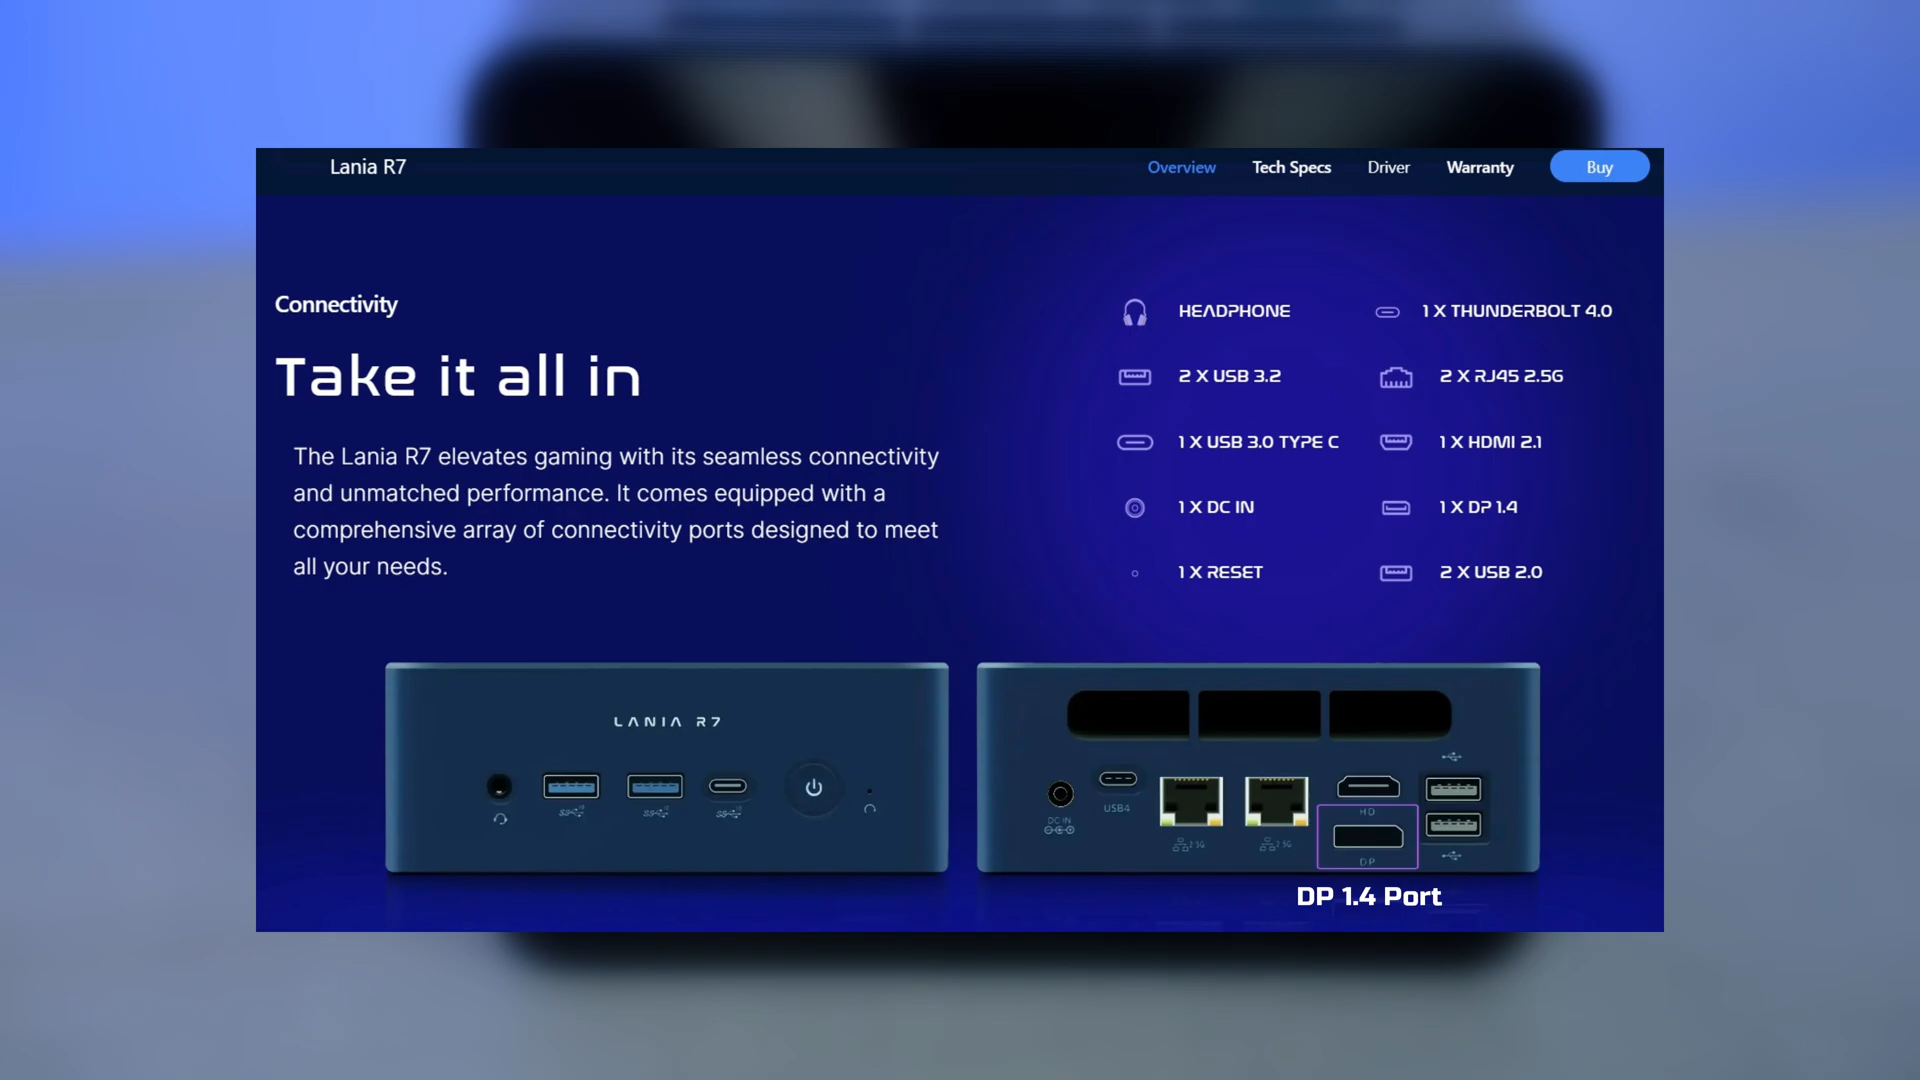 Lania R7
Overview
Tech Specs
Driver
Warranty
Buy
Connectivity
Take it all in
The Lania R7 elevates gaming with its seamless connectivity
and unmatched performance. It comes equipped with a
comprehensive array of connectivity ports designed to meet
all your needs.
HEADPHONE
1 X THUNDERBOLT 4.0
2 X USB 3.2
2 X RJ45 2.5G
1 X USB 3.0 TYPE C
1 X HDMI 2.1
1 X DC IN
1 X DP 1.4
1 X RESET
2 X USB 2.0
LANIA R7
DC IN
USB4
2.5G
2.5G
HD
DP
DP 1.4 Port